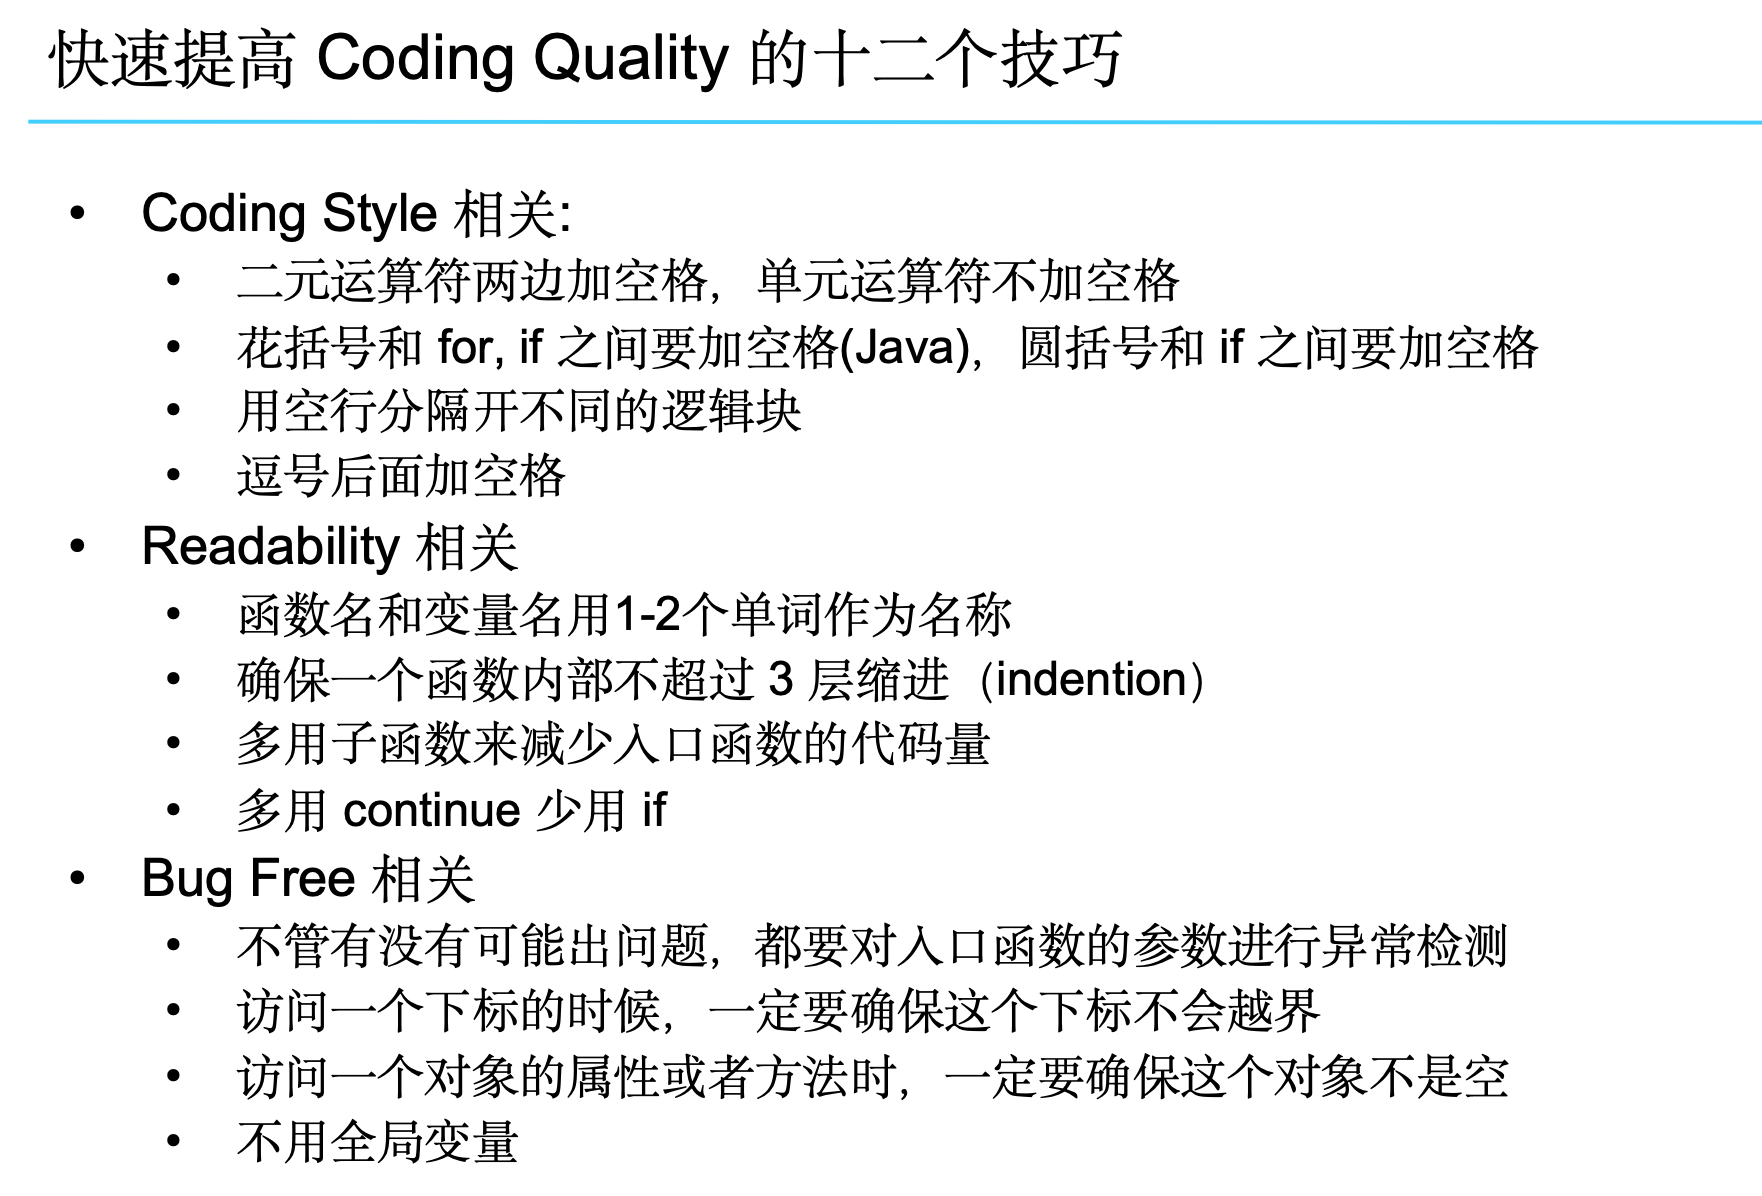 快速提高 Coding Quality 的十二个技巧
• Coding Style 相关:
• 二元运算符两边加空格，单元运算符不加空格
• 花括号和 for, if 之间要加空格(Java)，圆括号和 if 之间要加空格
• 用空行分隔开不同的逻辑块
• 逗号后面加空格
• Readability 相关
• 函数名和变量名用1-2个单词作为名称
• 确保一个函数内部不超过 3 层缩进（indention）
• 多用子函数来减少入口函数的代码量
• 多用 continue 少用 if
• Bug Free 相关
• 不管有没有可能出问题，都要对入口函数的参数进行异常检测
• 访问一个下标的时候，一定要确保这个下标不会越界
• 访问一个对象的属性或者方法时，一定要确保这个对象不是空
• 不用全局变量